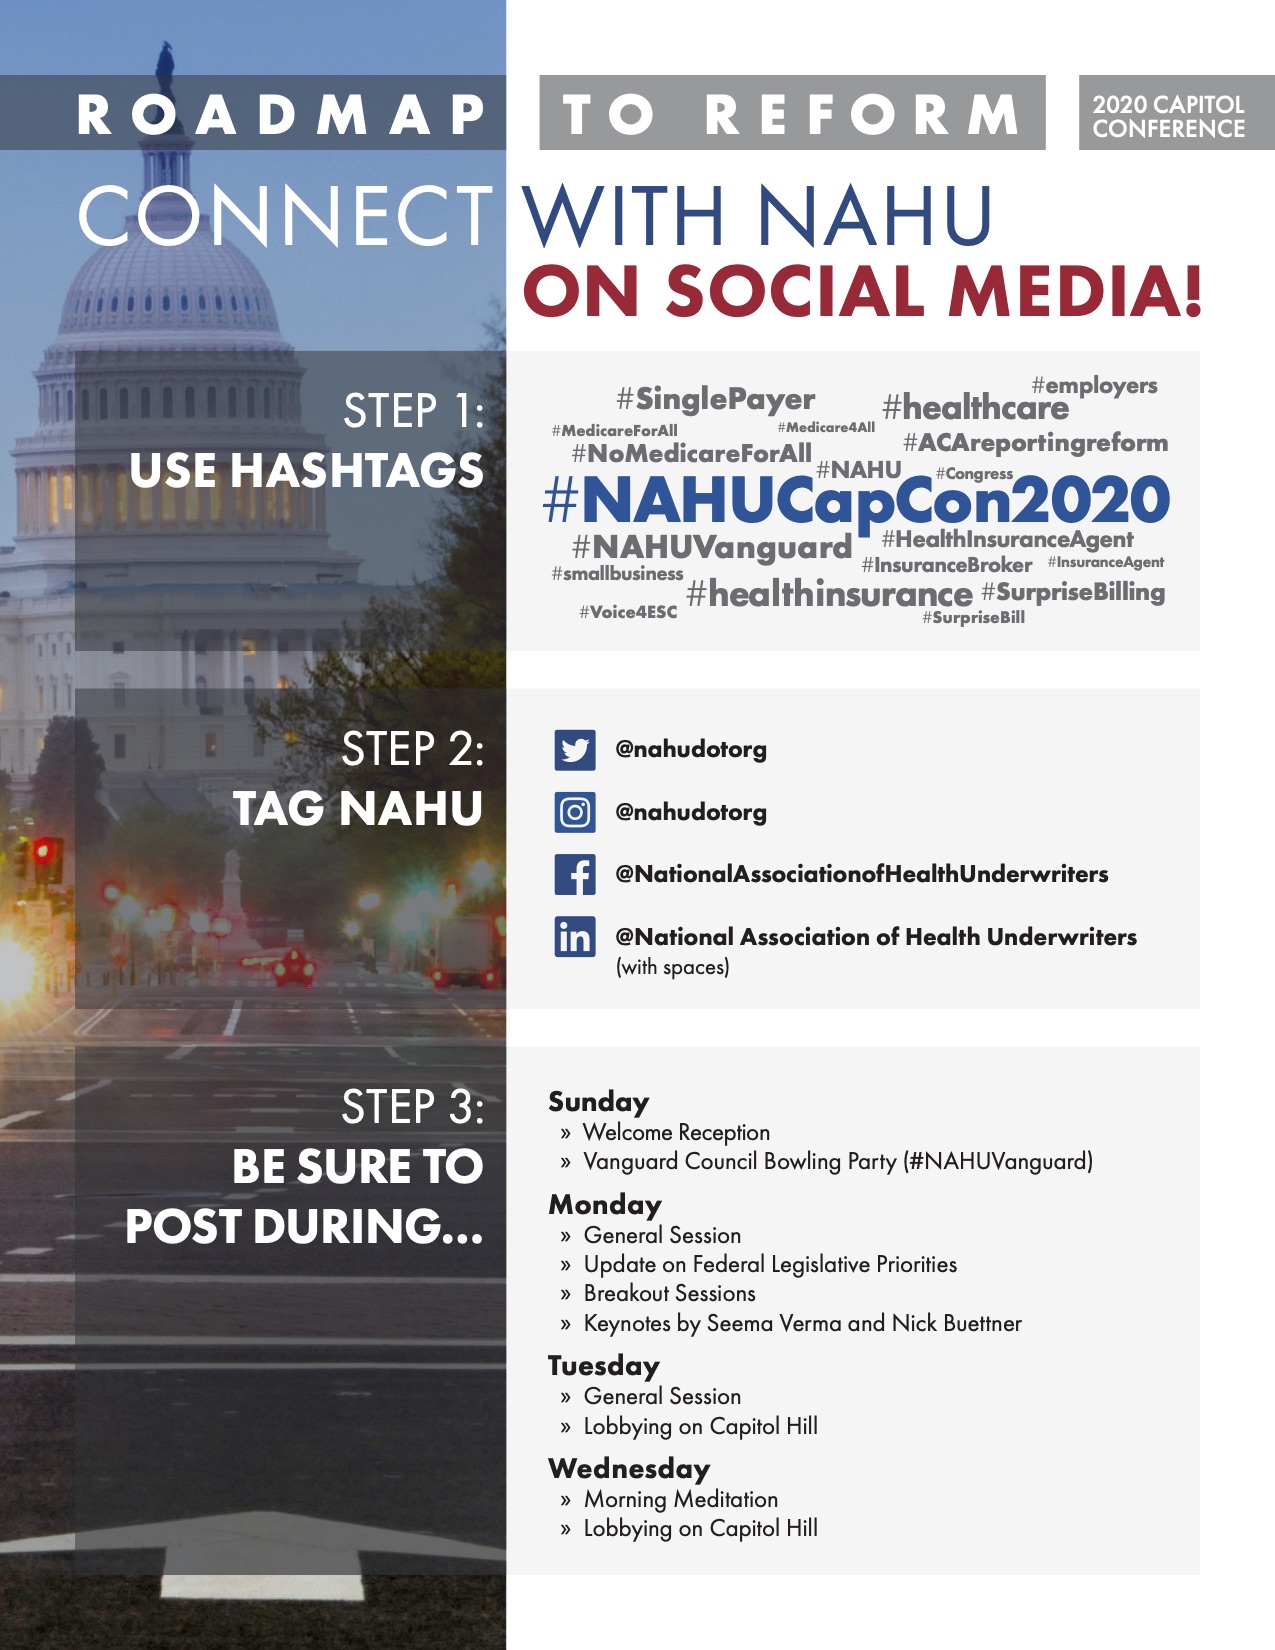 ROADMAP TO REFORM
2020 CAPITOL
CONFERENCE
CONNECT WITH NAHU
ON SOCIAL MEDIA!
STEP 1:
USE HASHTAGS
#employers
#SinglePayer #healthcare
#MedicareForAll #Medicare4All
#NoMedicareForAll #ACAreportingreform
#NAHU #Congress
#NAHUCapCon2020
#NAHUVanguard #HealthInsuranceAgent
#InsuranceBroker #InsuranceAgent
#smallbusiness #healthinsurance #SurpriseBilling
#Voice4ESC #SurpriseBill
STEP 2:
TAG NAHU
@nahudotorg
@nahudotorg
@NationalAssociationofHealthUnderwriters
in @National Association of Health Underwriters
(with spaces)
STEP 3:
BE SURE TO
POST DURING...
Sunday
» Welcome Reception
» Vanguard Council Bowling Party (#NAHUVanguard)
Monday
» General Session
» Update on Federal Legislative Priorities
» Breakout Sessions
» Keynotes by Seema Verma and Nick Buettner
Tuesday
» General Session
» Lobbying on Capitol Hill
Wednesday
» Morning Meditation
» Lobbying on Capitol Hill